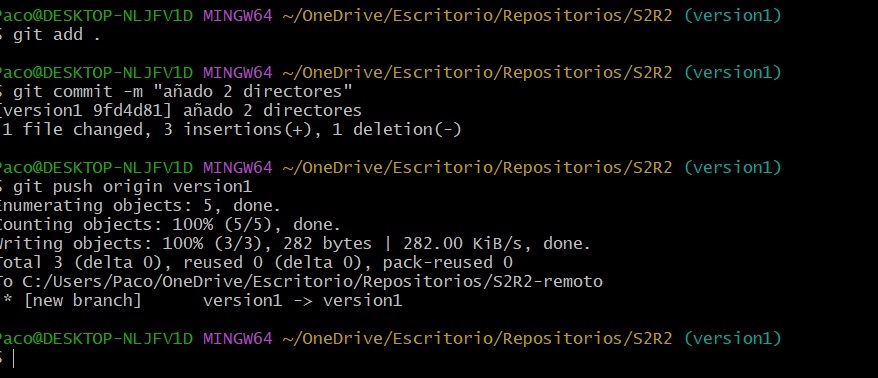 Paco@DESKTOP-NLJFV1D MINGW64 ~/OneDrive/Escritorio/Repositorios/S2R2 (version1)
$ git add .
Paco@DESKTOP-NLJFV1D MINGW64 ~/OneDrive/Escritorio/Repositorios/S2R2 (version1)
$ git commit -m "añado 2 directores"
[version1 9fd4d81] añado 2 directores
1 file changed, 3 insertions(+), 1 deletion(-)
Paco@DESKTOP-NLJFV1D MINGW64 ~/OneDrive/Escritorio/Repositorios/S2R2 (version1)
$ git push origin version1
Enumerating objects: 5, done.
Counting objects: 100% (5/5), done.
Writing objects: 100% (3/3), 282 bytes | 282.00 KiB/s, done.
Total 3 (delta 0), reused 0 (delta 0), pack-reused 0
To C:/Users/Paco/OneDrive/Escritorio/Repositorios/S2R2-remoto
* [new branch]      version1 -> version1
Paco@DESKTOP-NLJFV1D MINGW64 ~/OneDrive/Escritorio/Repositorios/S2R2 (version1)
$